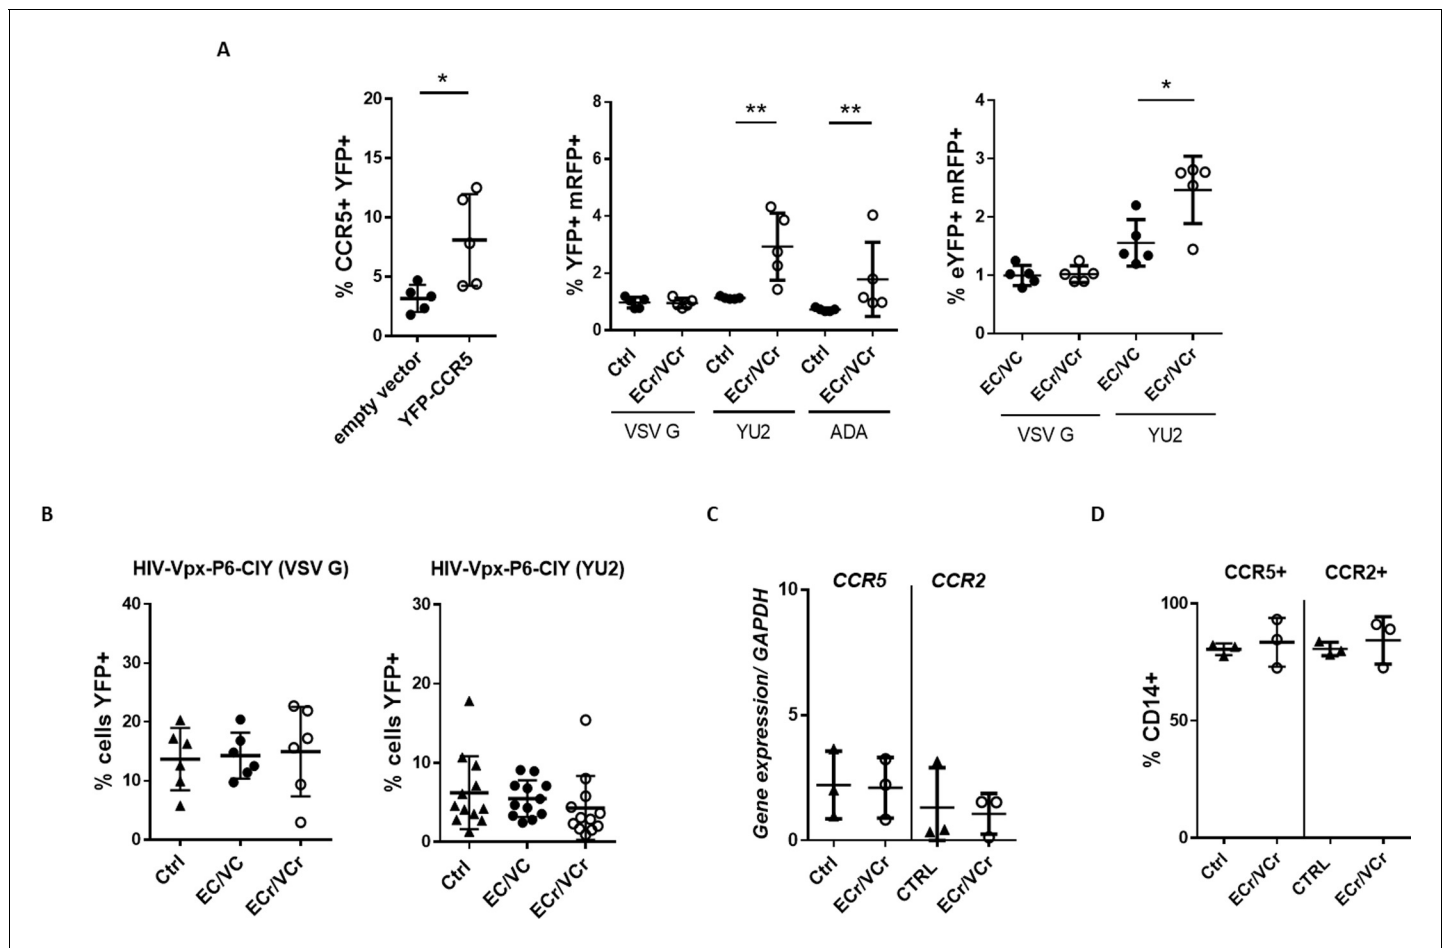 A
% CCR5+ YFP+
20
15
10
5
0
*
empty vector
YFP-CCR5
% YFP+ mRFP+
8
6
4
2
0
**
**
Ctrl
ECr/VCr
Ctrl
ECr/VCr
Ctrl
ECr/VCr
VSV G
YU2
ADA
% eYFP+ mRFP+
4
3
2
1
0
*
EC/VC
ECr/VCr
EC/VC
ECr/VCr
VSV G
YU2
B
HIV-Vpx-P6-CIY (VSV G)
% cells YFP+
40
30
20
10
0
Ctrl
EC/VC
ECr/VCr
HIV-Vpx-P6-CIY (YU2)
% cells YFP+
30
20
10
0
Ctrl
EC/VC
ECr/VCr
C
Gene expression/ GAPDH
10
5
0
CCR5
CCR2
Ctrl
ECr/VCr
CTRL
ECr/VCr
D
CCR5+
CCR2+
% CD14+
100
50
0
Ctrl
ECr/VCr
CTRL
ECr/VCr